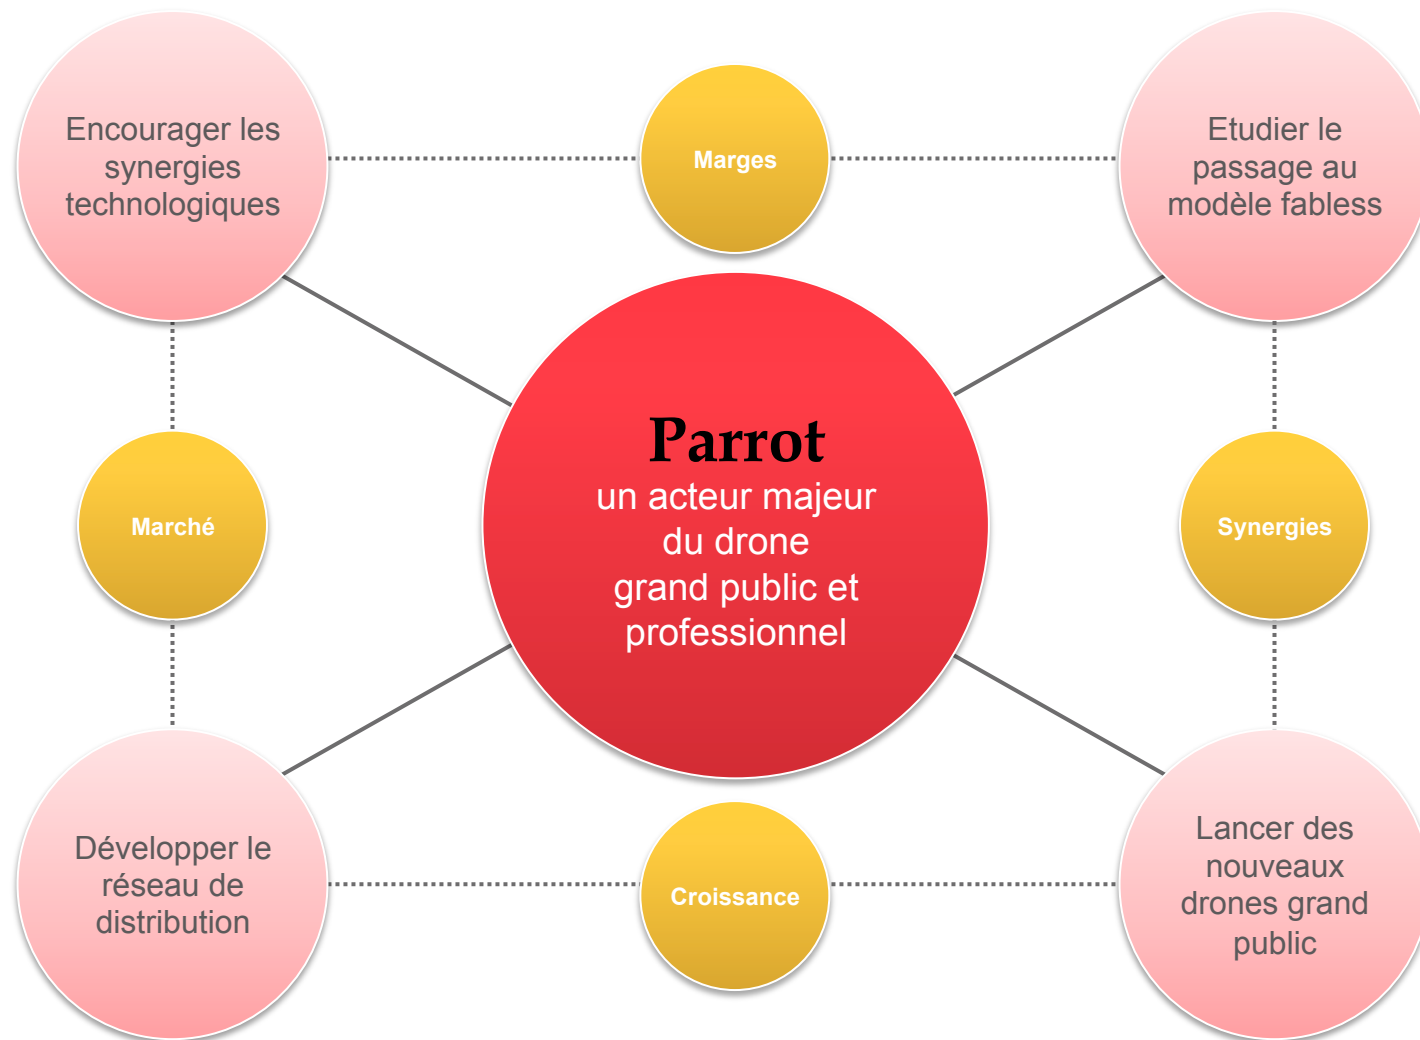 Encourager les
synergies
technologiques
Marges
Etudier le
passage au
modèle fabless
Marché
Parrot
un acteur majeur
du drone
grand public et
professionnel
Synergies
Développer le
réseau de
distribution
Croissance
Lancer des
nouveaux
drones grand
public